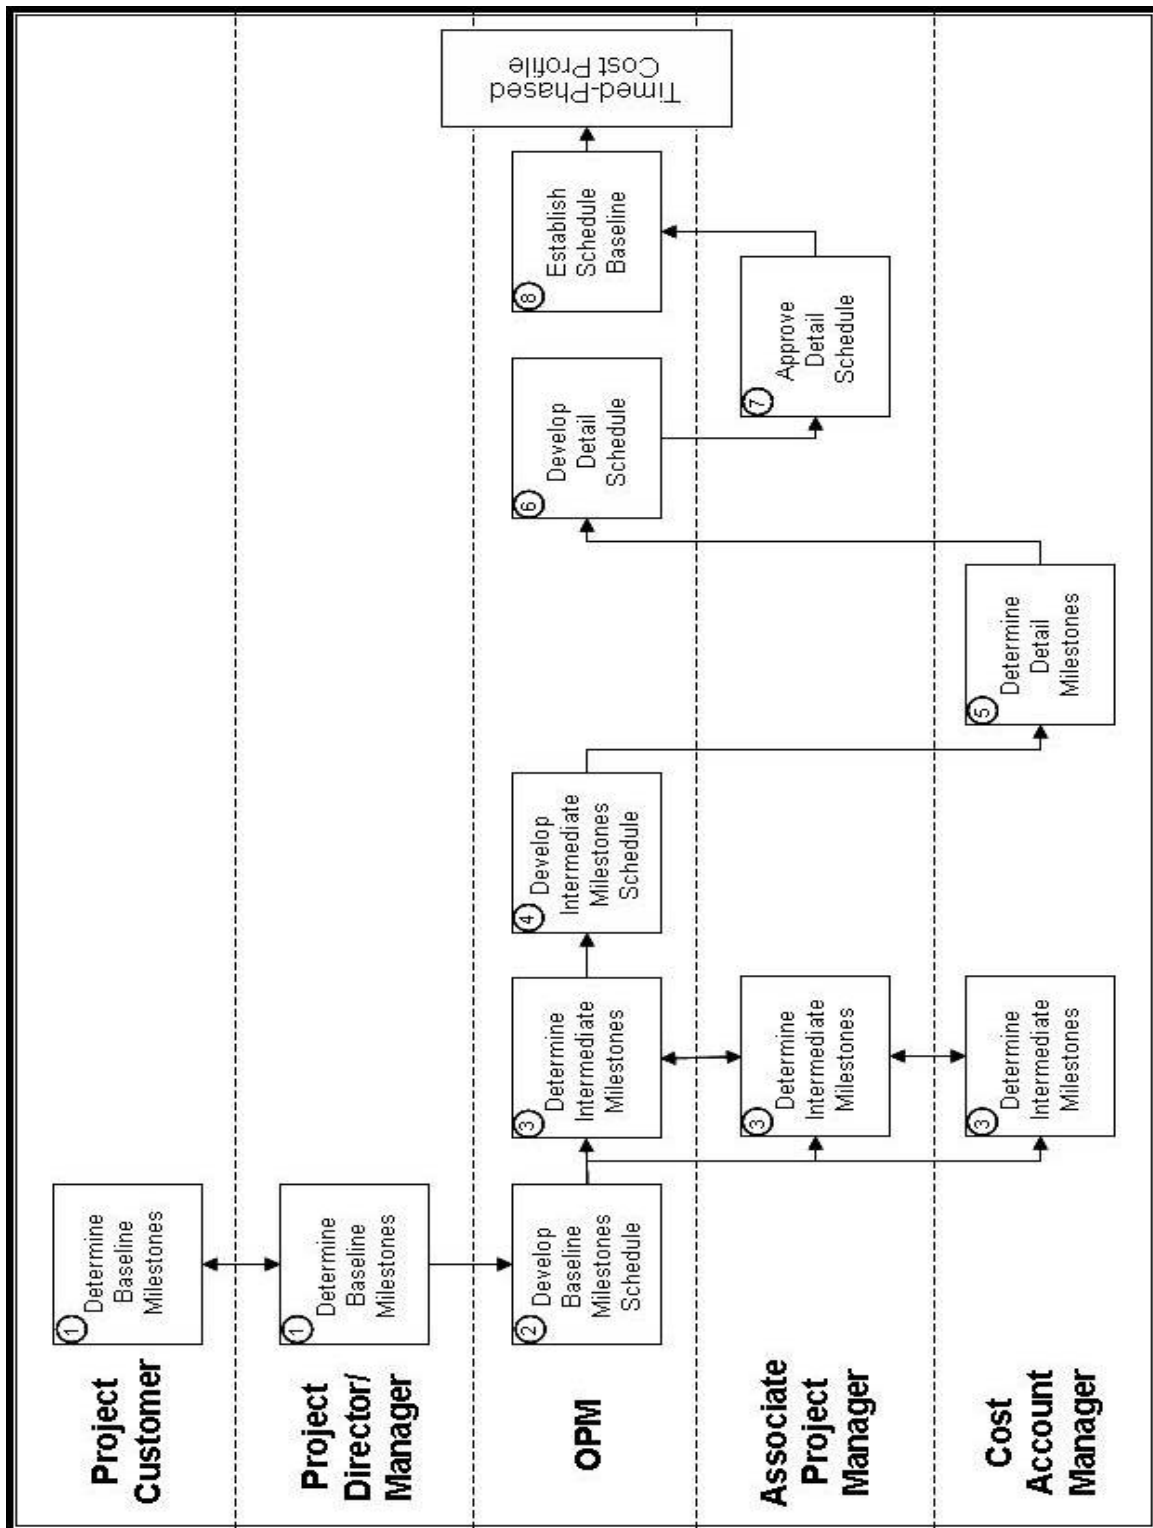 Project
Customer
1
Determine
Baseline
Milestones
Project
Director/
Manager
1
Determine
Baseline
Milestones
OPM
2
Develop
Baseline
Milestones
Schedule
3
Determine
Intermediate
Milestones
4
Develop
Intermediate
Milestones
Schedule
6
Develop
Detail
Schedule
8
Establish
Schedule
Baseline
Timed-Phased
Cost Profile
Associate
Project
Manager
3
Determine
Intermediate
Milestones
7
Approve
Detail
Schedule
Cost
Account
Manager
3
Determine
Intermediate
Milestones
5
Determine
Detail
Milestones